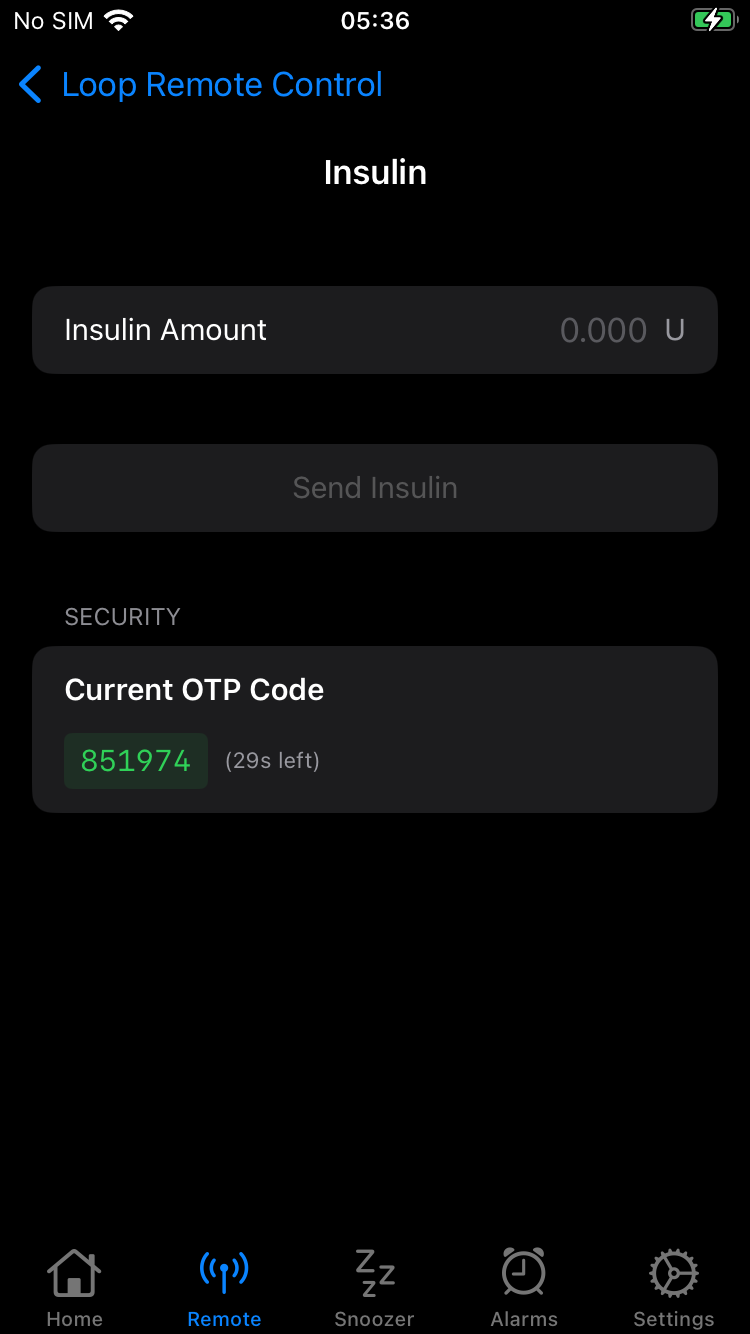 No SIM 05:36
Loop Remote Control
Insulin
Insulin Amount 0.000 U
Send Insulin
SECURITY
Current OTP Code
851974 (29s left)
Home Remote Snoozer Alarms Settings